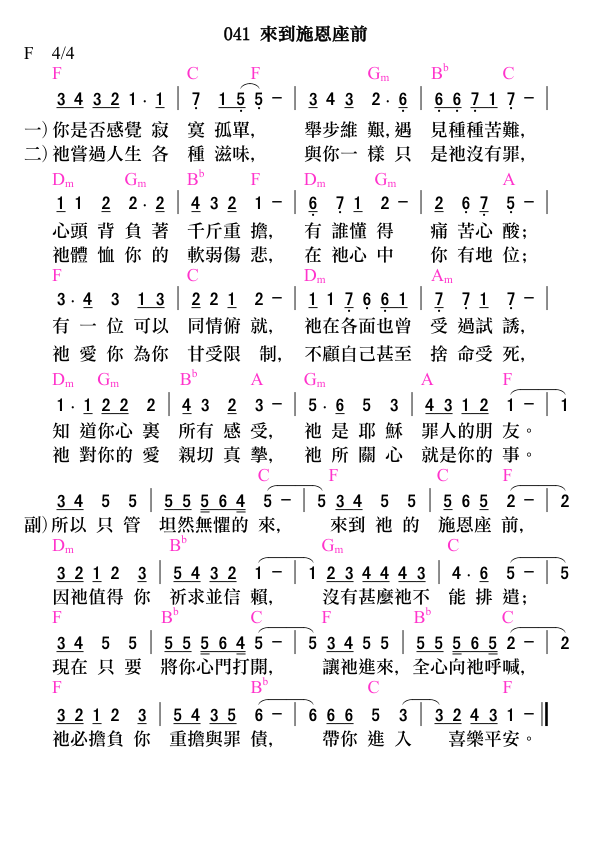 041 來到施恩座前
F 4/4
F C F Gm Bb C
3 4 3 2 1 · 1 | 7 1 5 5 – | 3 4 3 2 · 6 | 6 6 7 1 7 – |
一) 你是否感覺 寂 寞 孤單, 舉步維 艱, 遇 見種種苦難,
二) 祂嘗過人生 各 種 滋味, 與你一 樣 只 是祂沒有罪,
Dm Gm Bb F Dm Gm A
1 1 2 2 · 2 | 4 3 2 1 – | 6 7 1 2 – | 2 6 7 5 – |
心頭 背 負 著 千斤重 擔, 有 誰懂 得 痛 苦心 酸;
祂體 恤 你 的 軟弱傷 悲, 在 祂心 中 你 有地 位;
F C Dm Am
3 · 4 3 1 3 | 2 2 1 2 – | 1 1 7 6 6 1 | 7 7 1 7 – |
有 一 位 可以 同情俯 就, 祂在各面也曾 受 過試 誘,
祂 愛 你 為你 甘受限 制, 不顧自己甚至 捨 命受 死,
Dm Gm Bb A Gm A F
1 · 1 2 2 2 | 4 3 2 3 – | 5 · 6 5 3 | 4 3 1 2 1 – | 1
知 道你心 裏 所有 感 受, 祂 是 耶 穌 罪人的朋 友。
祂 對你的 愛 親切 真 摯, 祂 所 關 心 就是你的 事。
C F C F
3 4 5 5 | 5 5 5 6 4 5 – | 5 3 4 5 5 | 5 6 5 2 – | 2
副) 所以 只 管 坦然無懼的 來, 來到 祂 的 施恩座 前,
Dm Bb Gm C
3 2 1 2 3 | 5 4 3 2 1 – | 1 2 3 4 4 4 3 | 4 · 6 5 – | 5
因祂值得 你 祈求並信 賴, 沒有甚麼祂不 能 排 遣;
F Bb C F Bb C
3 4 5 5 | 5 5 5 6 4 5 – | 5 3 4 5 5 | 5 5 5 6 5 2 – | 2
現在 只 要 將你心門打 開, 讓祂進來, 全心向祂呼喊,
F Bb C F
3 2 1 2 3 | 5 4 3 5 6 – | 6 6 6 5 3 | 3 2 4 3 1 – ‖
祂必擔負 你 重擔與罪 債, 帶你 進 入 喜樂平安。